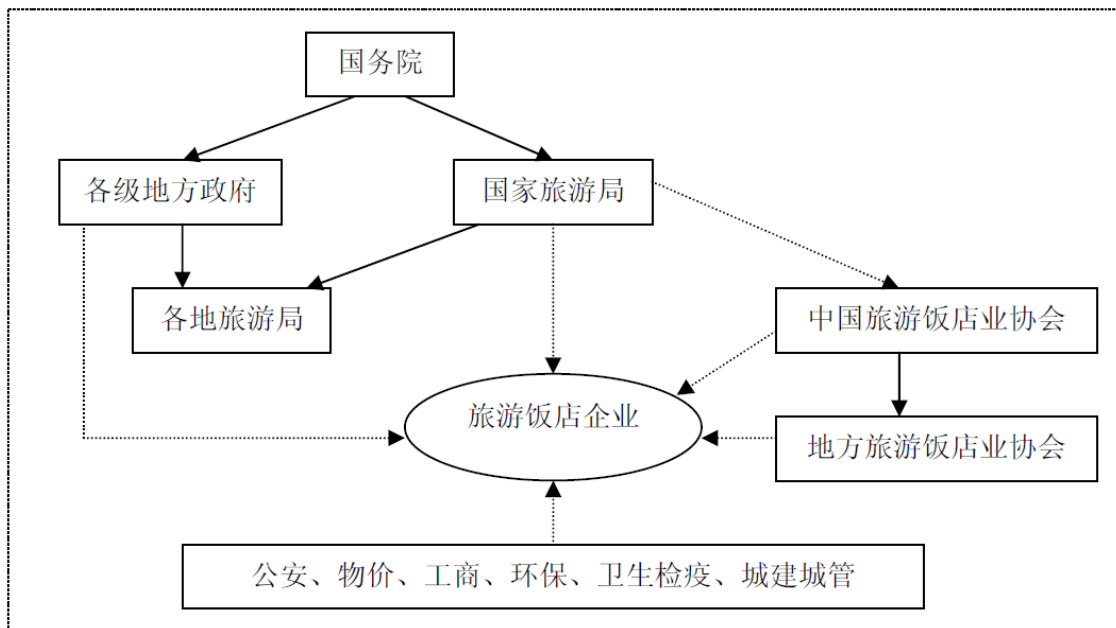 国务院
各级地方政府
国家旅游局
各地旅游局
中国旅游饭店业协会
旅游饭店企业
地方旅游饭店业协会
公安、物价、工商、环保、卫生检疫、城建城管